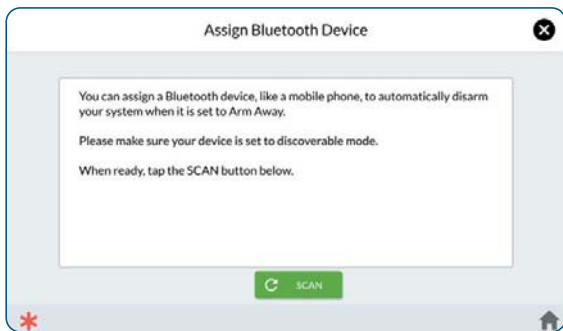 Assign Bluetooth Device
You can assign a Bluetooth device, like a mobile phone, to automatically disarm
your system when it is set to Arm Away.
Please make sure your device is set to discoverable mode.
When ready, tap the SCAN button below.
SCAN